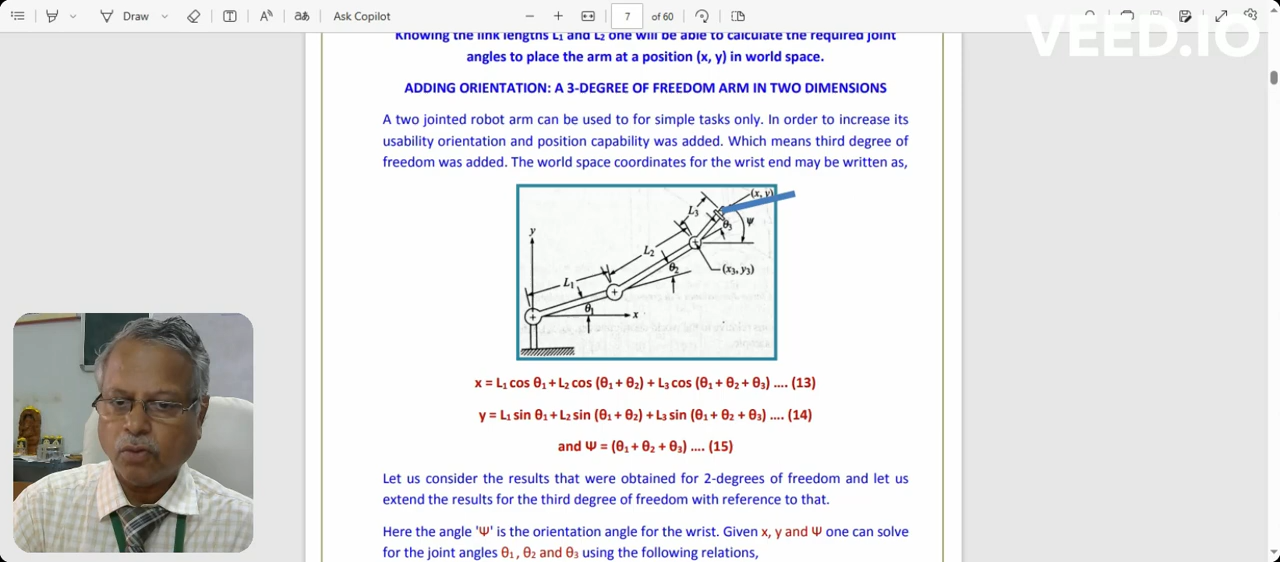 Draw
Ask Copilot
7 of 60
VEED.IO
Knowing the link lengths L₁ and L₂ one will be able to calculate the required joint
angles to place the arm at a position (x, y) in world space.
ADDING ORIENTATION: A 3-DEGREE OF FREEDOM ARM IN TWO DIMENSIONS
A two jointed robot arm can be used to for simple tasks only. In order to increase its
usability orientation and position capability was added. Which means third degree of
freedom was added. The world space coordinates for the wrist end may be written as,
(x, y)
L₃
θ₃
Ψ
y
L₂
θ₂
(x₃, y₃)
L₁
θ₁
x
x = L₁ cos θ₁ + L₂ cos (θ₁ + θ₂) + L₃ cos (θ₁ + θ₂ + θ₃) .... (13)
y = L₁ sin θ₁ + L₂ sin (θ₁ + θ₂) + L₃ sin (θ₁ + θ₂ + θ₃) .... (14)
and Ψ = (θ₁ + θ₂ + θ₃) .... (15)
Let us consider the results that were obtained for 2-degrees of freedom and let us
extend the results for the third degree of freedom with reference to that.
Here the angle 'Ψ' is the orientation angle for the wrist. Given x, y and Ψ one can solve
for the joint angles θ₁ , θ₂ and θ₃ using the following relations,